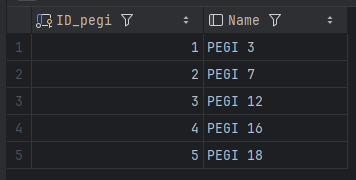 ID_pegi Name
1 1 PEGI 3
2 2 PEGI 7
3 3 PEGI 12
4 4 PEGI 16
5 5 PEGI 18